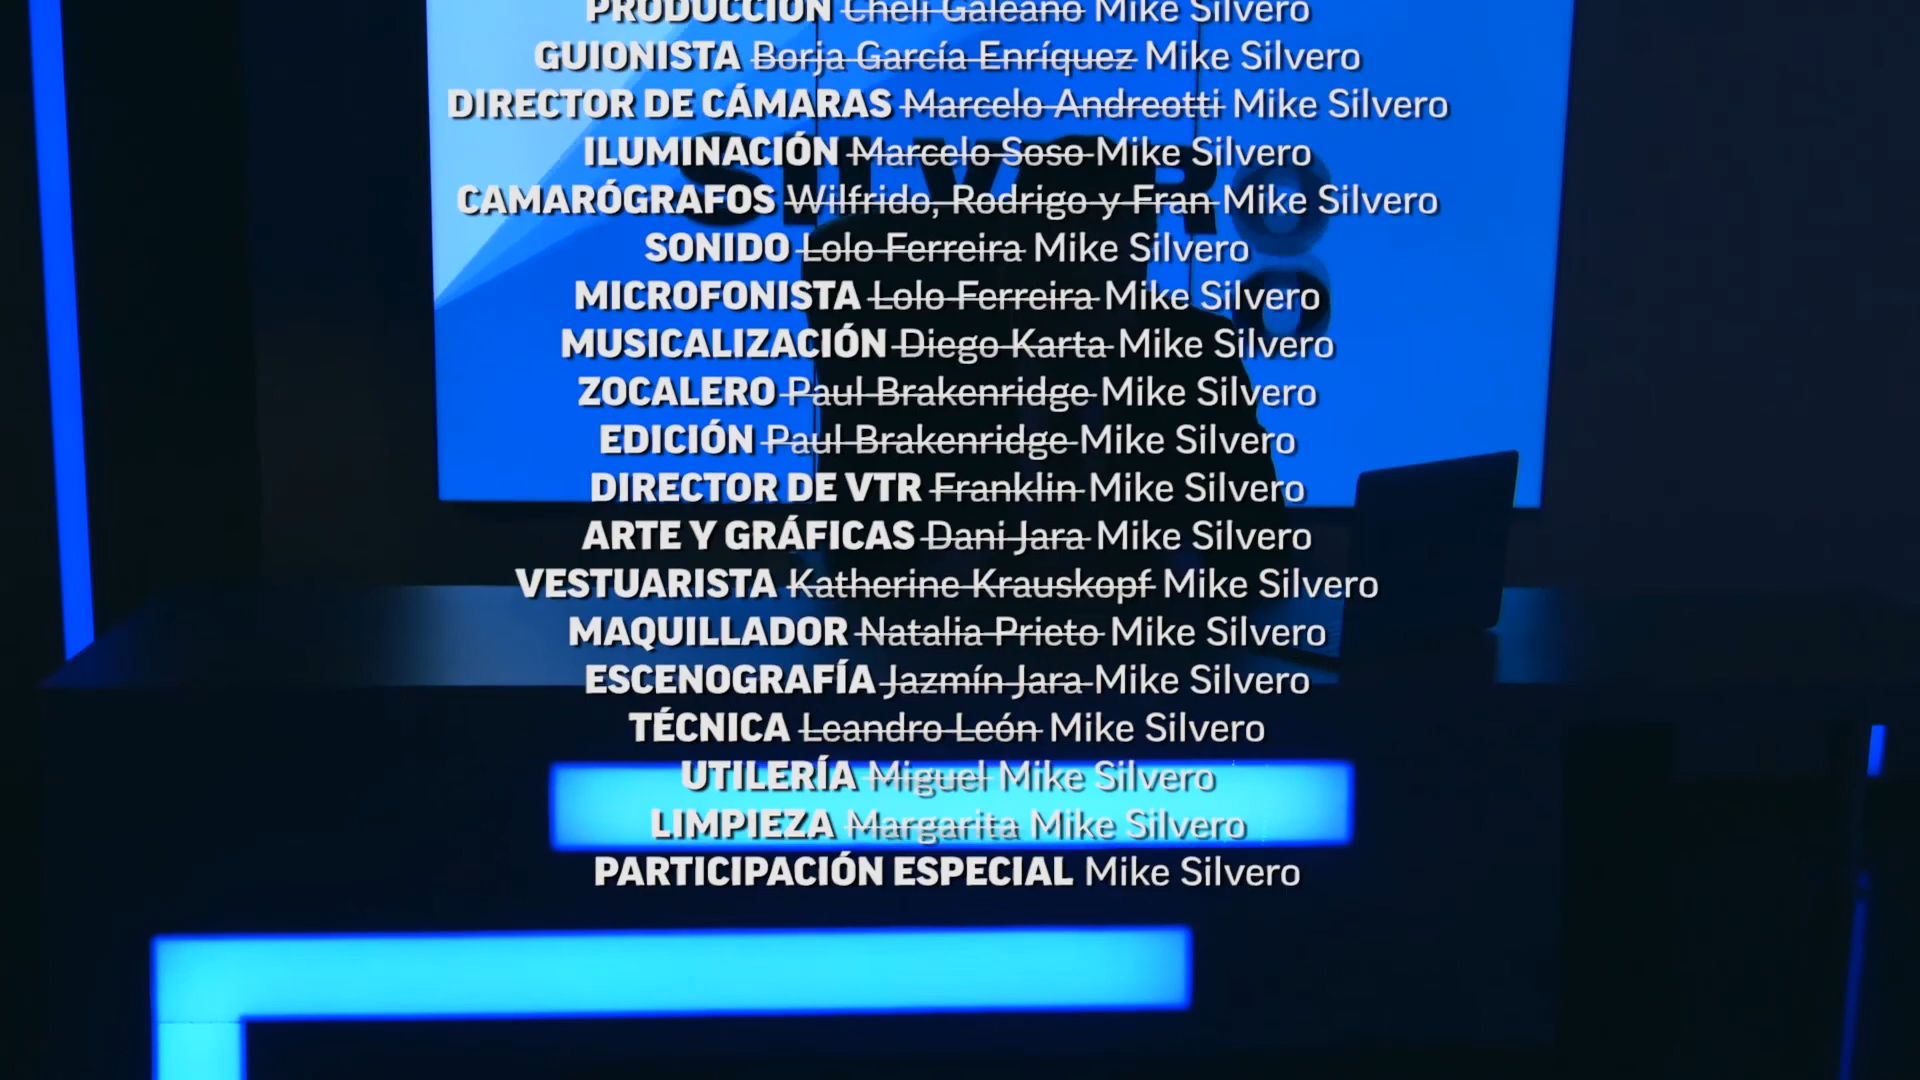 PRODUCCIÓN Cheli Galeano Mike Silvero
GUIONISTA Borja García Enríquez Mike Silvero
DIRECTOR DE CÁMARAS Marcelo Andreotti Mike Silvero
ILUMINACIÓN Marcelo Soso Mike Silvero
CAMARÓGRAFOS Wilfrido, Rodrigo y Fran Mike Silvero
SONIDO Lolo Ferreira Mike Silvero
MICROFONISTA Lolo Ferreira Mike Silvero
MUSICALIZACIÓN Diego Karta Mike Silvero
ZOCALERO Paul Brakenridge Mike Silvero
EDICIÓN Paul Brakenridge Mike Silvero
DIRECTOR DE VTR Franklin Mike Silvero
ARTE Y GRÁFICAS Dani Jara Mike Silvero
VESTUARISTA Katherine Krauskopf Mike Silvero
MAQUILLADOR Natalia Prieto Mike Silvero
ESCENOGRAFÍA Jazmín Jara Mike Silvero
TÉCNICA Leandro León Mike Silvero
UTILERÍA Miguel Mike Silvero
LIMPIEZA Margarita Mike Silvero
PARTICIPACIÓN ESPECIAL Mike Silvero